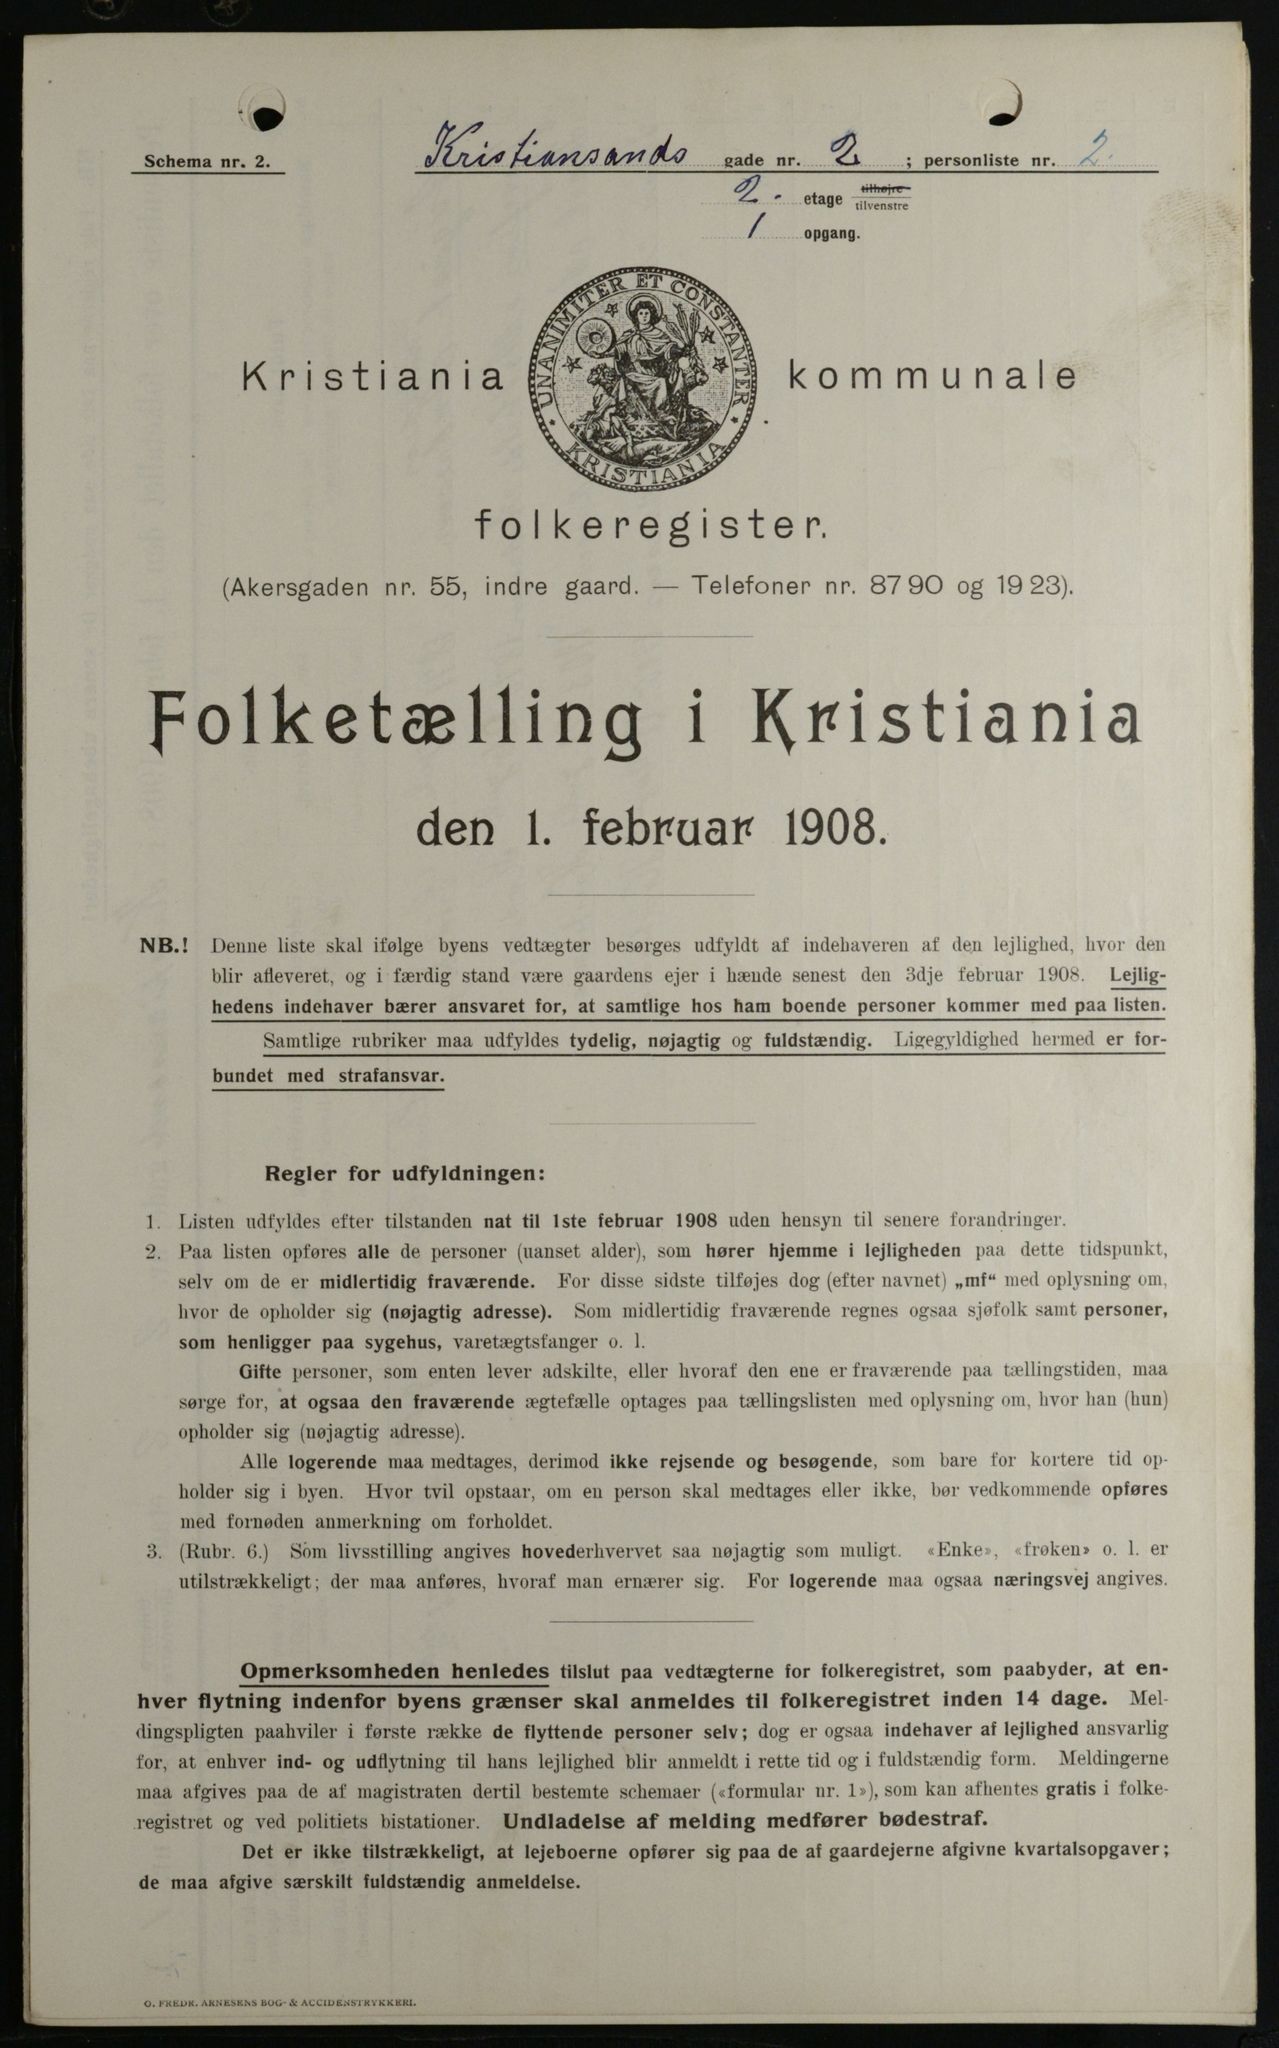 Schema nr. 2.
Kristiansands gade nr. 2 ; personliste nr. 2.
2. etage tilhøjre
tilvenstre
1 opgang.
UNANIMITER ET CONSTANTER
KRISTIANIA
Kristiania kommunale
folkeregister.
(Akersgaden nr. 55, indre gaard. — Telefoner nr. 87 90 og 19 23).
Folketælling i Kristiania
den 1. februar 1908.
NB.! Denne liste skal ifølge byens vedtægter besørges udfyldt af indehaveren af den lejlighed, hvor den
blir afleveret, og i færdig stand være gaardens ejer i hænde senest den 3dje februar 1908. Lejlig-
hedens indehaver bærer ansvaret for, at samtlige hos ham boende personer kommer med paa listen.
Samtlige rubriker maa udfyldes tydelig, nøjagtig og fuldstændig. Ligegyldighed hermed er for-
bundet med strafansvar.
Regler for udfyldningen:
1. Listen udfyldes efter tilstanden nat til 1ste februar 1908 uden hensyn til senere forandringer.
2. Paa listen opføres alle de personer (uanset alder), som hører hjemme i lejligheden paa dette tidspunkt,
selv om de er midlertidig fraværende. For disse sidste tilføjes dog (efter navnet) „mf“ med oplysning om,
hvor de opholder sig (nøjagtig adresse). Som midlertidig fraværende regnes ogsaa sjøfolk samt personer,
som henligger paa sygehus, varetægtsfanger o. l.
Gifte personer, som enten lever adskilte, eller hvoraf den ene er fraværende paa tællingstiden, maa
sørge for, at ogsaa den fraværende ægtefælle optages paa tællingslisten med oplysning om, hvor han (hun)
opholder sig (nøjagtig adresse).
Alle logerende maa medtages, derimod ikke rejsende og besøgende, som bare for kortere tid op-
holder sig i byen. Hvor tvil opstaar, om en person skal medtages eller ikke, bør vedkommende opføres
med fornøden anmerkning om forholdet.
3. (Rubr. 6.) Som livsstilling angives hovederhvervet saa nøjagtig som muligt. «Enke», «frøken» o. l. er
utilstrækkeligt; der maa anføres, hvoraf man ernærer sig. For logerende maa ogsaa næringsvej angives.
Opmerksomheden henledes tilslut paa vedtægterne for folkeregistret, som paabyder, at en-
hver flytning indenfor byens grænser skal anmeldes til folkeregistret inden 14 dage. Mel-
dingspligten paahviler i første række de flyttende personer selv; dog er ogsaa indehaver af lejlighed ansvarlig
for, at enhver ind- og udflytning til hans lejlighed blir anmeldt i rette tid og i fuldstændig form. Meldingerne
maa afgives paa de af magistraten dertil bestemte schemaer («formular nr. 1»), som kan afhentes gratis i folke-
registret og ved politiets bistationer. Undladelse af melding medfører bødestraf.
Det er ikke tilstrækkeligt, at lejeboerne opfører sig paa de af gaardejerne afgivne kvartalsopgaver;
de maa afgive særskilt fuldstændig anmeldelse.
O. FREDR. ARNESENS BOG- & ACCIDENSTRYKKERI.